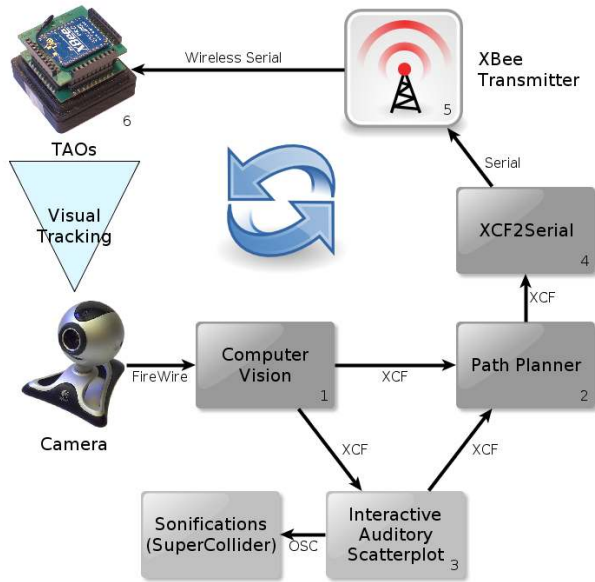 XBee
6
TAOs
Wireless Serial
5
XBee
Transmitter
Visual
Tracking
Serial
XCF2Serial
4
XCF
Camera
FireWire
Computer
Vision
1
XCF
Path Planner
2
XCF
XCF
Sonifications
(SuperCollider)
OSC
Interactive
Auditory
Scatterplot
3